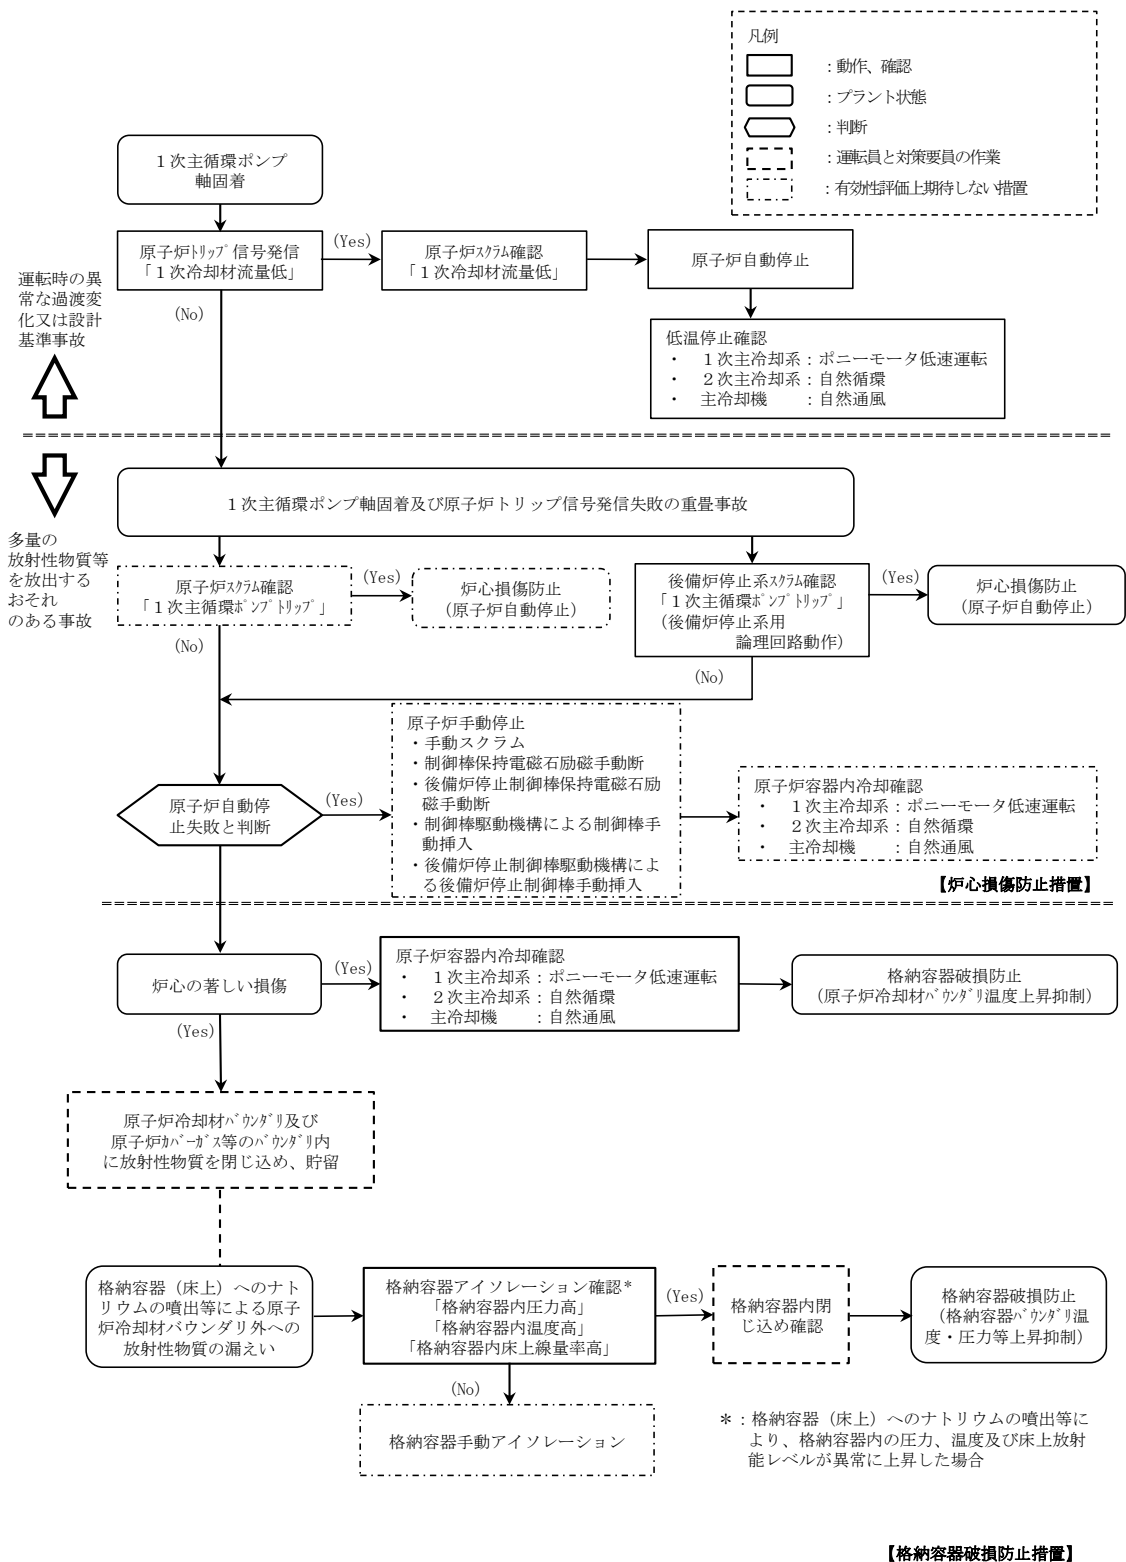 凡例
：動作、確認
：プラント状態
：判断
：運転員と対策要員の作業
：有効性評価上期待しない措置
１次主循環ポンプ
軸固着
原子炉ﾄﾘｯﾌﾟ信号発信
「１次冷却材流量低」
(Yes)
原子炉ｽｸﾗﾑ確認
「１次冷却材流量低」
原子炉自動停止
(No)
運転時の異
常な過渡変
化又は設計
基準事故
低温停止確認
・　１次主冷却系：ポニーモータ低速運転
・　２次主冷却系：自然循環
・　主冷却機　　：自然通風
１次主循環ポンプ軸固着及び原子炉トリップ信号発信失敗の重畳事故
多量の
放射性物質等
を放出する
おそれ
のある事故
原子炉ｽｸﾗﾑ確認
「１次主循環ﾎﾟﾝﾌﾟﾄﾘｯﾌﾟ」
(Yes)
炉心損傷防止
（原子炉自動停止）
後備炉停止系ｽｸﾗﾑ確認
「１次主循環ﾎﾟﾝﾌﾟﾄﾘｯﾌﾟ」
（後備炉停止系用
論理回路動作）
(Yes)
炉心損傷防止
（原子炉自動停止）
(No)
(No)
原子炉自動停
止失敗と判断
(Yes)
原子炉手動停止
・手動スクラム
・制御棒保持電磁石励磁手動断
・後備炉停止制御棒保持電磁石励
磁手動断
・制御棒駆動機構による制御棒手
動挿入
・後備炉停止制御棒駆動機構によ
る後備炉停止制御棒手動挿入
原子炉容器内冷却確認
・　１次主冷却系：ポニーモータ低速運転
・　２次主冷却系：自然循環
・　主冷却機　　：自然通風
【炉心損傷防止措置】
炉心の著しい損傷
(Yes)
原子炉容器内冷却確認
・　１次主冷却系：ポニーモータ低速運転
・　２次主冷却系：自然循環
・　主冷却機　　：自然通風
格納容器破損防止
（原子炉冷却材ﾊﾞｳﾝﾀﾞﾘ温度上昇抑制）
(Yes)
原子炉冷却材ﾊﾞｳﾝﾀﾞﾘ及び
原子炉ｶﾊﾞｰｶﾞｽ等のﾊﾞｳﾝﾀﾞﾘ内
に放射性物質を閉じ込め、貯留
格納容器（床上）へのナト
リウムの噴出等による原子
炉冷却材バウンダリ外への
放射性物質の漏えい
格納容器アイソレーション確認*
「格納容器内圧力高」
「格納容器内温度高」
「格納容器内床上線量率高」
(Yes)
格納容器内閉
じ込め確認
格納容器破損防止
（格納容器ﾊﾞｳﾝﾀﾞﾘ温
度・圧力等上昇抑制）
(No)
格納容器手動アイソレーション
＊：格納容器（床上）へのナトリウムの噴出等に
より、格納容器内の圧力、温度及び床上放射
能レベルが異常に上昇した場合
【格納容器破損防止措置】